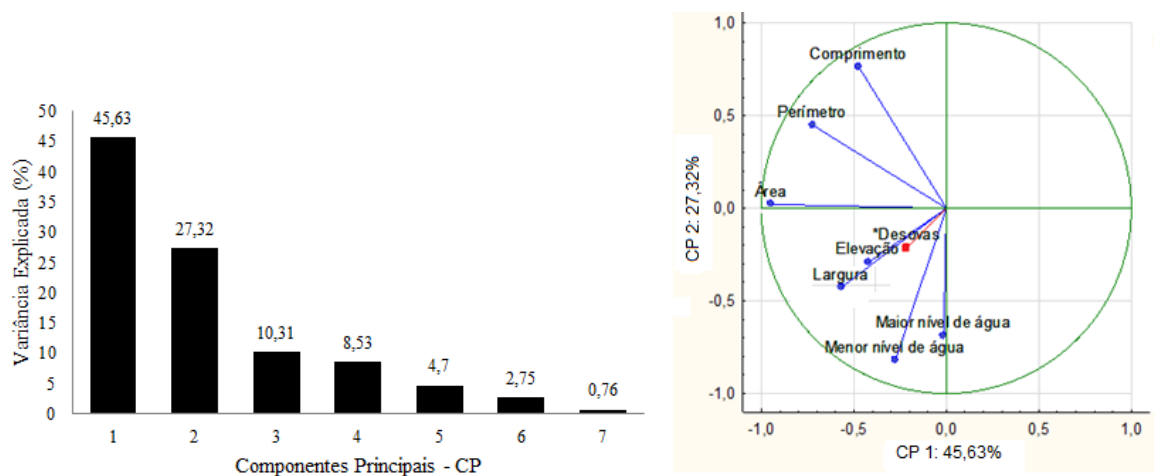 Variância Explicada (%)
50
45
40
35
30
25
20
15
10
5
0
45,63
27,32
10,31
8,53
4,7
2,75
0,76
1 2 3 4 5 6 7
Componentes Principais - CP
CP 2: 27,32%
1,0
0,5
0,0
-0,5
-1,0
Comprimento
Perímetro
Área
*Desovas
Elevação
Largura
Maior nível de água
Menor nível de água
-1,0 -0,5 0,0 0,5 1,0
CP 1: 45,63%